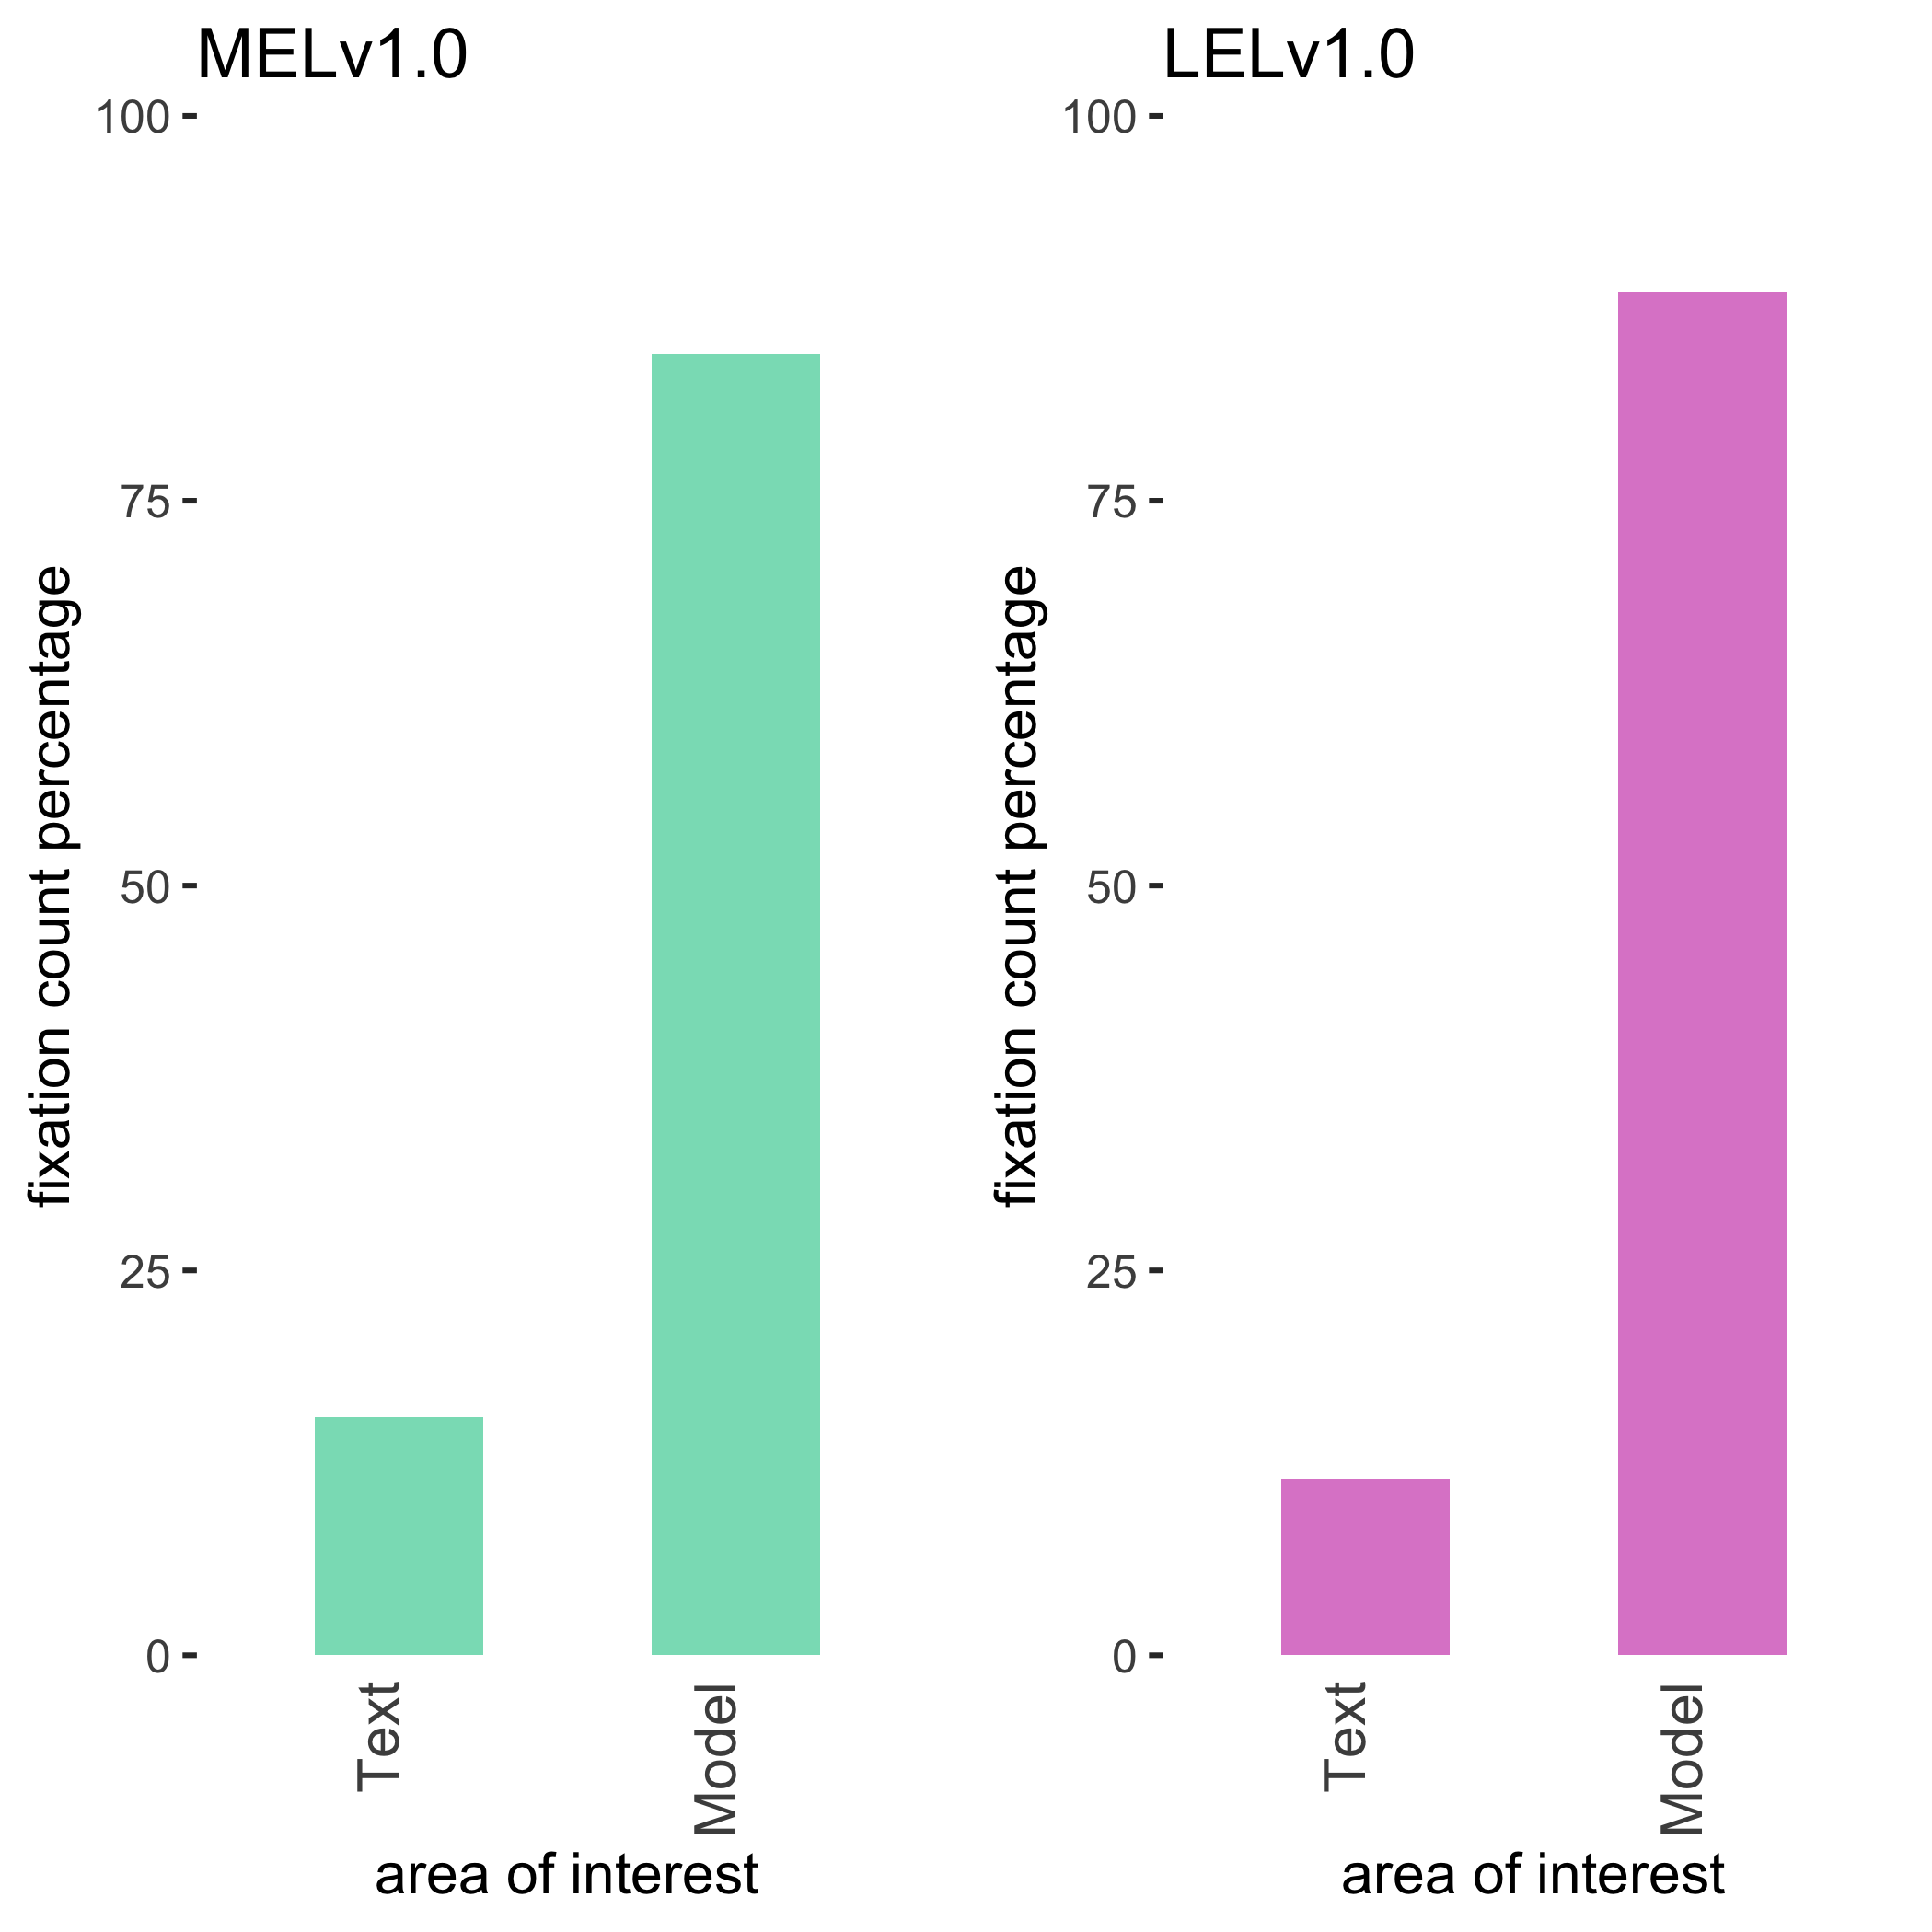 MELv1.0
100
75
50
25
0
fixation count percentage
Text
Model
area of interest
LELv1.0
100
75
50
25
0
fixation count percentage
Text
Model
area of interest